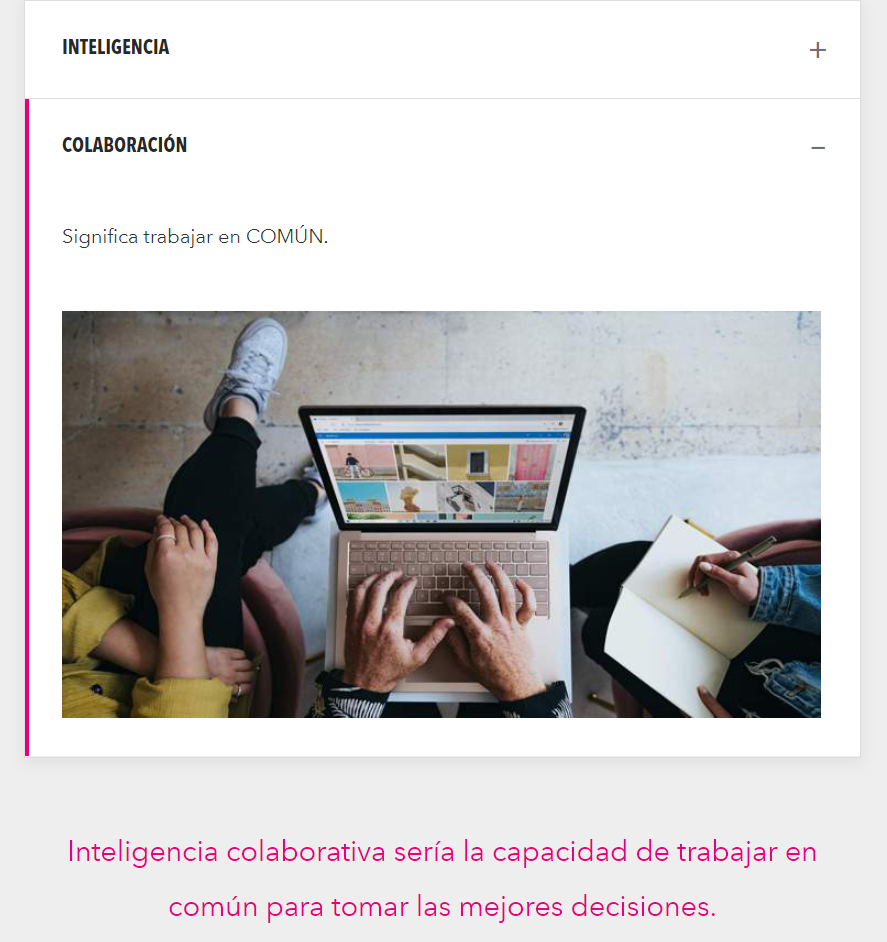 INTELIGENCIA
COLABORACIÓN
Significa trabajar en COMÚN.
Inteligencia colaborativa sería la capacidad de trabajar en
común para tomar las mejores decisiones.